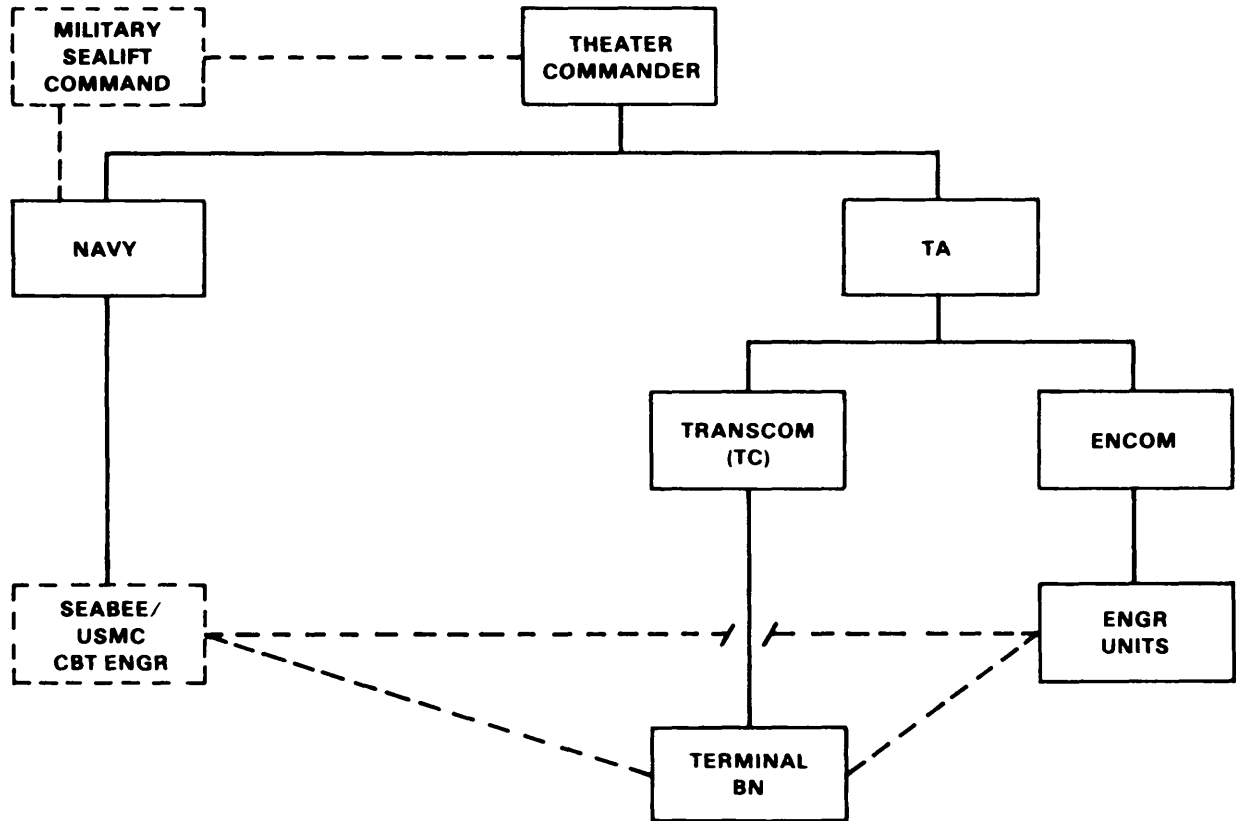 MILITARY
SEALIFT
COMMAND
THEATER
COMMANDER
NAVY
TA
TRANSCOM
(TC)
ENCOM
SEABEE/
USMC
CBT ENGR
ENGR
UNITS
TERMINAL
BN